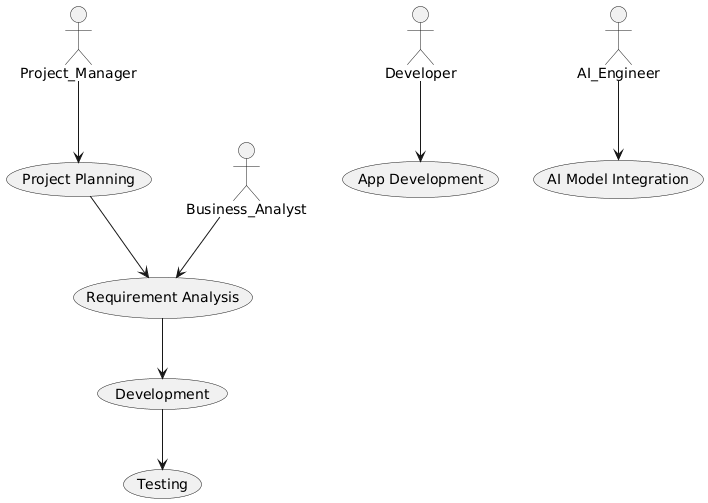 Project_Manager
Developer
AI_Engineer
Project Planning
App Development
AI Model Integration
Business_Analyst
Requirement Analysis
Development
Testing